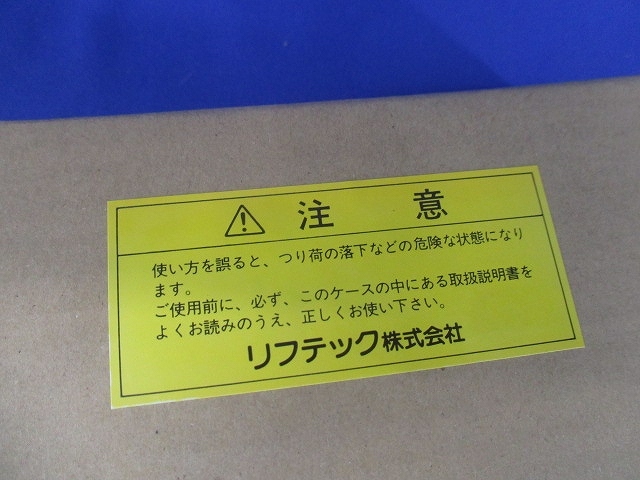 ⚠ 注意
使い方を誤ると、つり荷の落下などの危険な状態になり
ます。
ご使用前に、必ず、このケースの中にある取扱説明書を
よくお読みのうえ、正しくお使い下さい。
リフテック株式会社